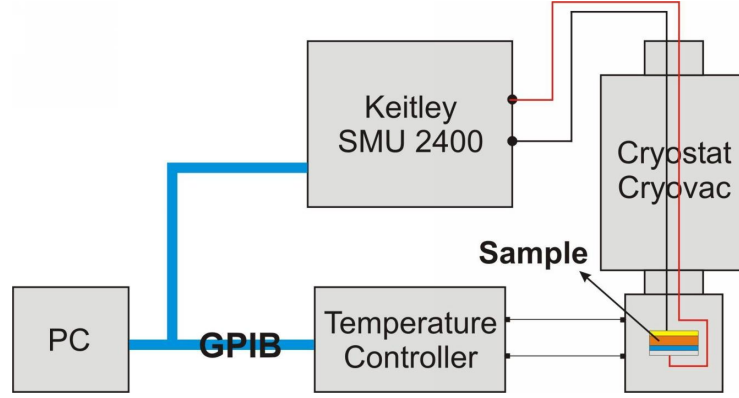 Keitley
SMU 2400
Cryostat
Cryovac
Sample
PC
GPIB
Temperature
Controller